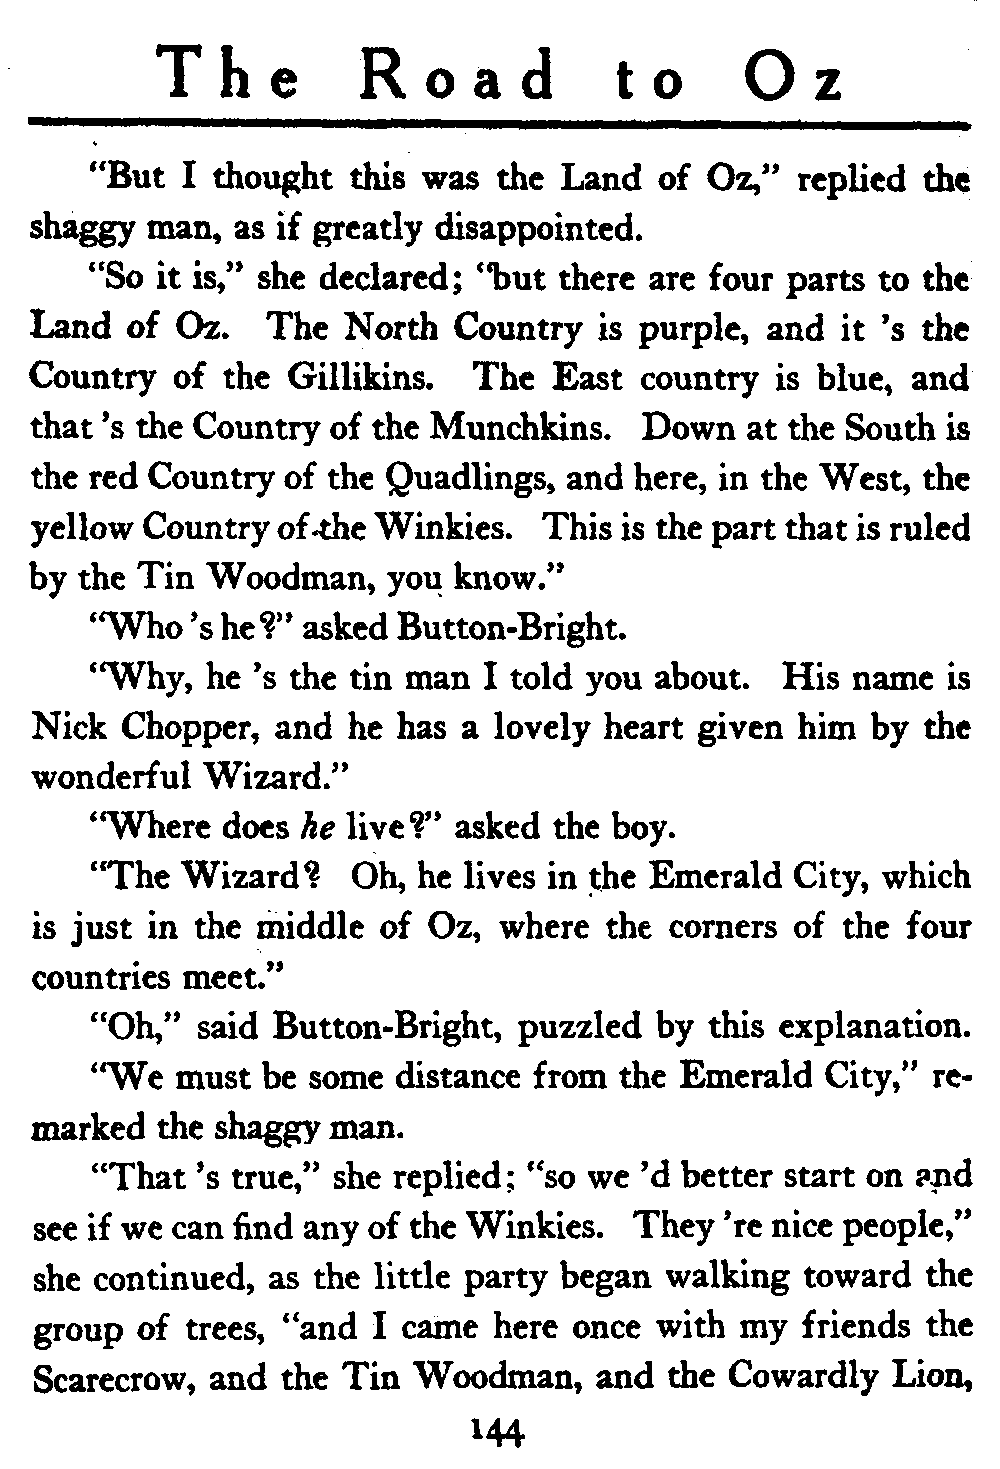 The Road to Oz
“But I thought this was the Land of Oz,” replied the
shaggy man, as if greatly disappointed.
“So it is,” she declared; “but there are four parts to the
Land of Oz. The North Country is purple, and it ’s the
Country of the Gillikins. The East country is blue, and
that ’s the Country of the Munchkins. Down at the South is
the red Country of the Quadlings, and here, in the West, the
yellow Country of the Winkies. This is the part that is ruled
by the Tin Woodman, you know.”
“Who ’s he?” asked Button-Bright.
“Why, he ’s the tin man I told you about. His name is
Nick Chopper, and he has a lovely heart given him by the
wonderful Wizard.”
“Where does he live?” asked the boy.
“The Wizard? Oh, he lives in the Emerald City, which
is just in the middle of Oz, where the corners of the four
countries meet.”
“Oh,” said Button-Bright, puzzled by this explanation.
“We must be some distance from the Emerald City,” re-
marked the shaggy man.
“That ’s true,” she replied; “so we ’d better start on and
see if we can find any of the Winkies. They ’re nice people,”
she continued, as the little party began walking toward the
group of trees, “and I came here once with my friends the
Scarecrow, and the Tin Woodman, and the Cowardly Lion,
144